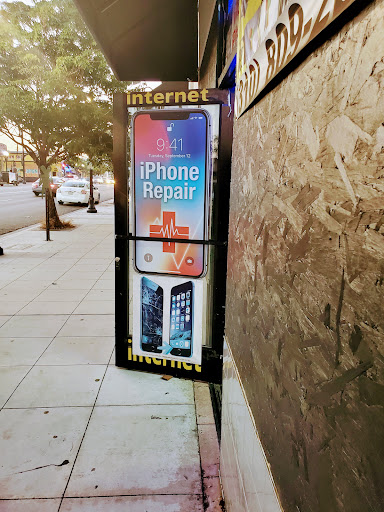 internet
9:41
Tuesday, September 12
iPhone
Repair
internet